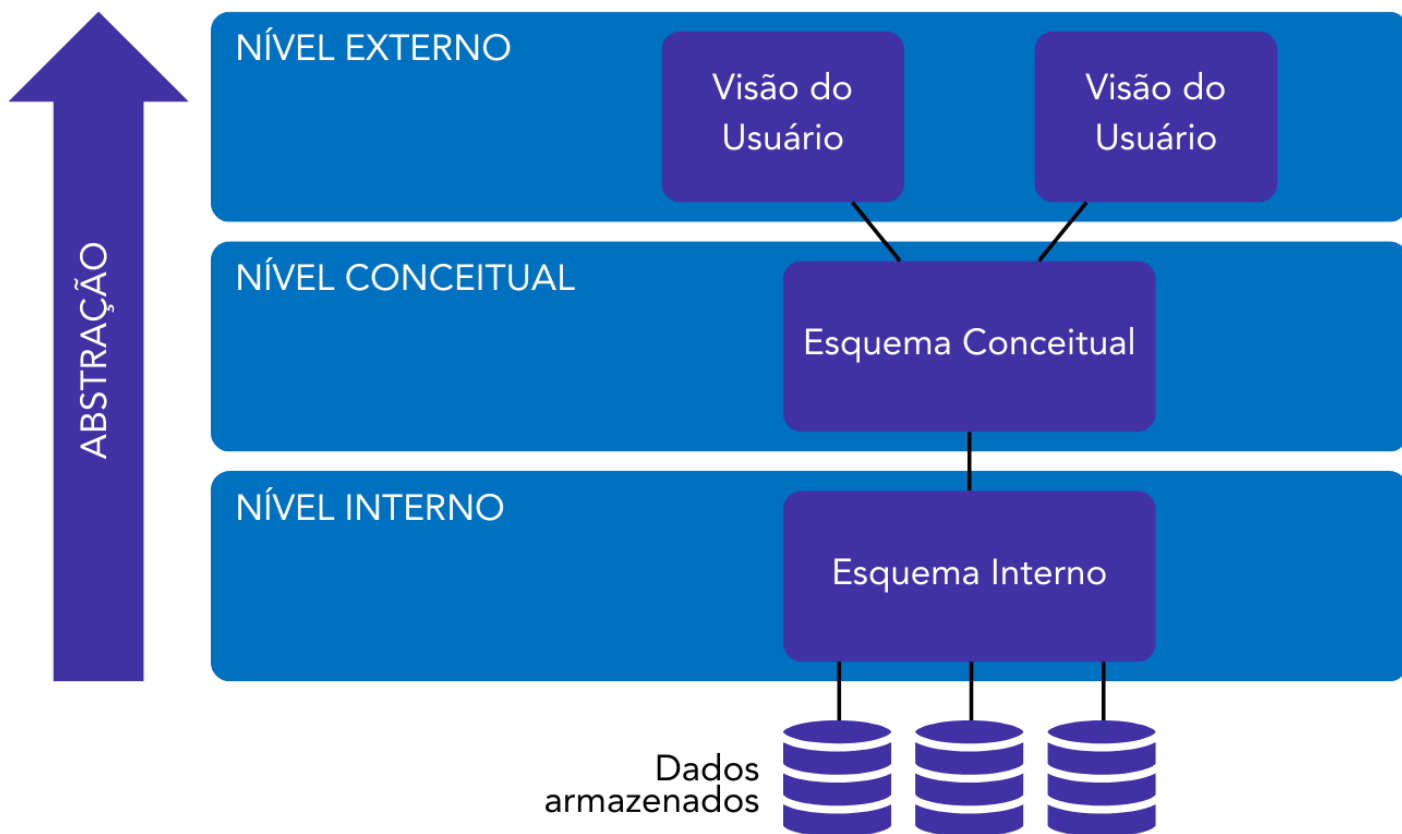 ABSTRAÇÃO
NÍVEL EXTERNO
Visão do
Usuário
Visão do
Usuário
NÍVEL CONCEITUAL
Esquema Conceitual
NÍVEL INTERNO
Esquema Interno
Dados
armazenados